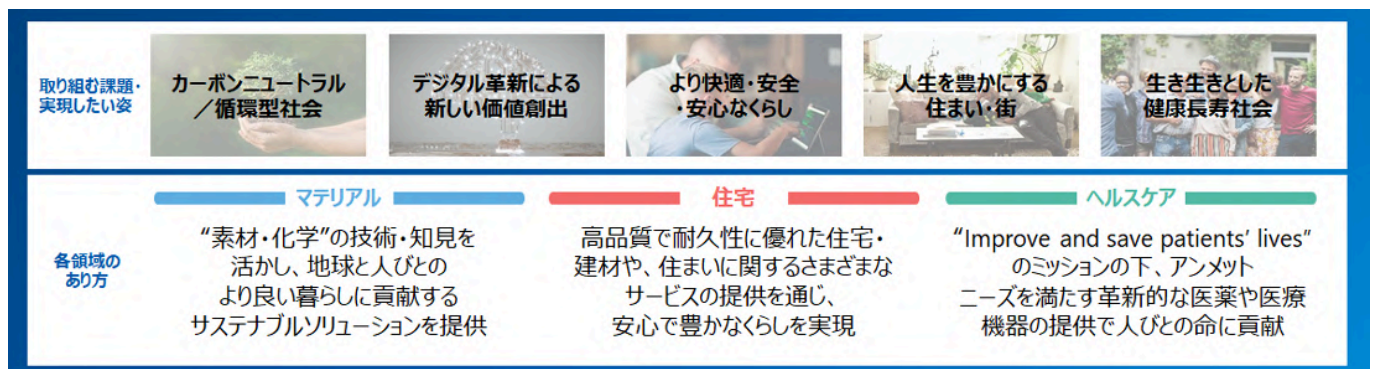 取り組む課題・
実現したい姿
カーボンニュートラル
／循環型社会
デジタル革新による
新しい価値創出
より快適・安全
・安心なくらし
人生を豊かにする
住まい・街
生き生きとした
健康長寿社会
各領域の
あり方
マテリアル
“素材・化学”の技術・知見を
活かし、地球と人びとの
より良い暮らしに貢献する
サステナブルソリューションを提供
住宅
高品質で耐久性に優れた住宅・
建材や、住まいに関するさまざまな
サービスの提供を通じ、
安心で豊かなくらしを実現
ヘルスケア
“Improve and save patients’ lives”
のミッションの下、アンメット
ニーズを満たす革新的な医薬や医療
機器の提供で人びとの命に貢献